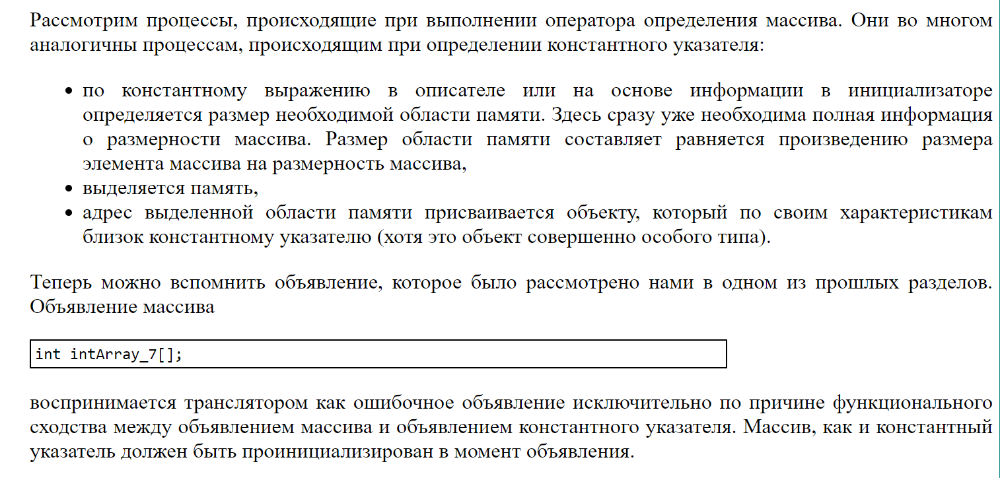 Рассмотрим процессы, происходящие при выполнении оператора определения массива. Они во многом
аналогичны процессам, происходящим при определении константного указателя:
• по константному выражению в описателе или на основе информации в инициализаторе
определяется размер необходимой области памяти. Здесь сразу уже необходима полная информация
о размерности массива. Размер области памяти составляет равняется произведению размера
элемента массива на размерность массива,
• выделяется память,
• адрес выделенной области памяти присваивается объекту, который по своим характеристикам
близок константному указателю (хотя это объект совершенно особого типа).
Теперь можно вспомнить объявление, которое было рассмотрено нами в одном из прошлых разделов.
Объявление массива
int intArray_7[];
воспринимается транслятором как ошибочное объявление исключительно по причине функционального
сходства между объявлением массива и объявлением константного указателя. Массив, как и константный
указатель должен быть проинициализирован в момент объявления.